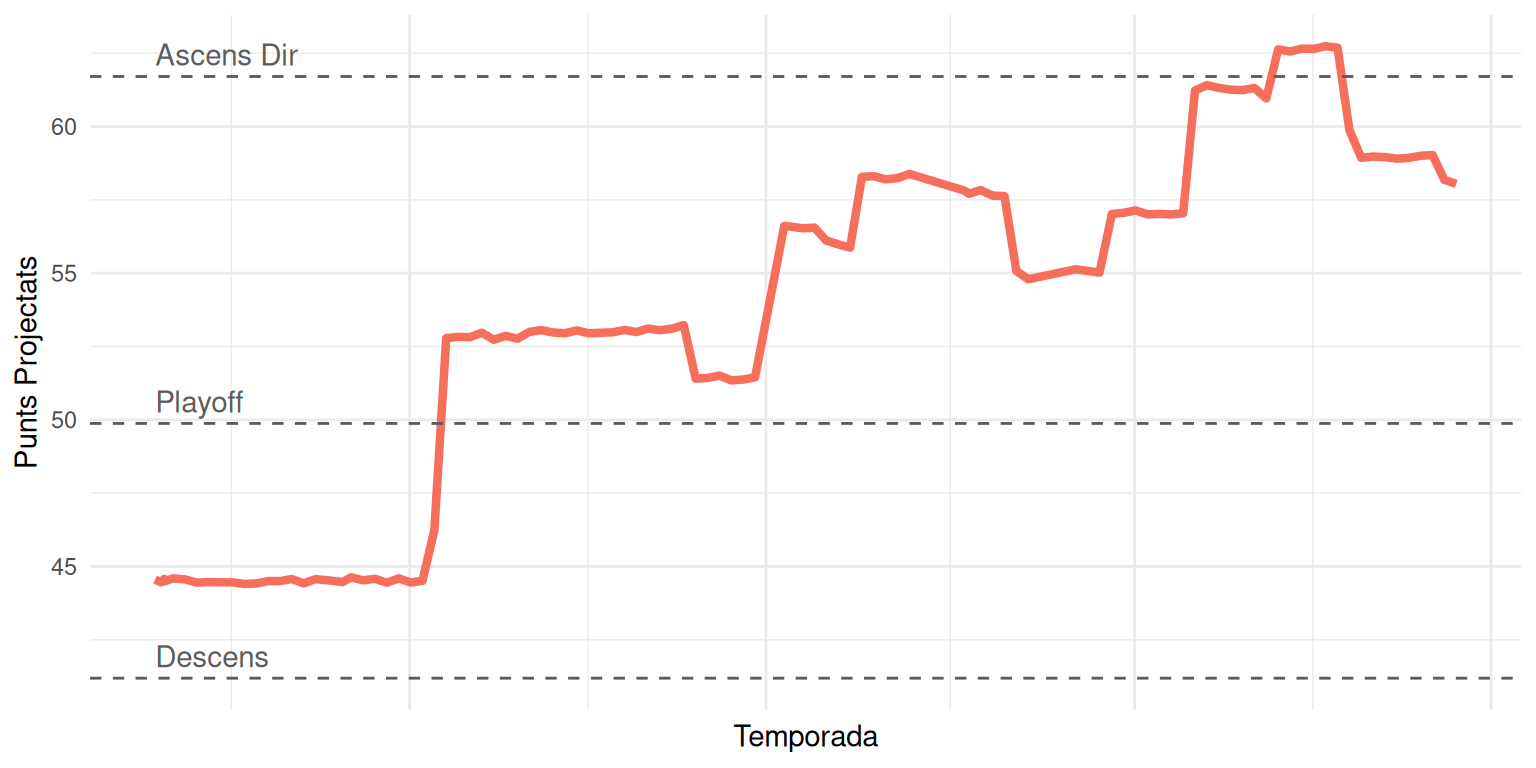 Ascens Dir
60
55
Playoff
50
45
Descens
Punts Projectats
Temporada